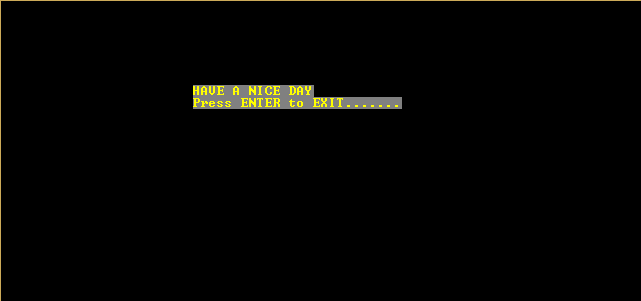 HAVE A NICE DAY
Press ENTER to EXIT.......